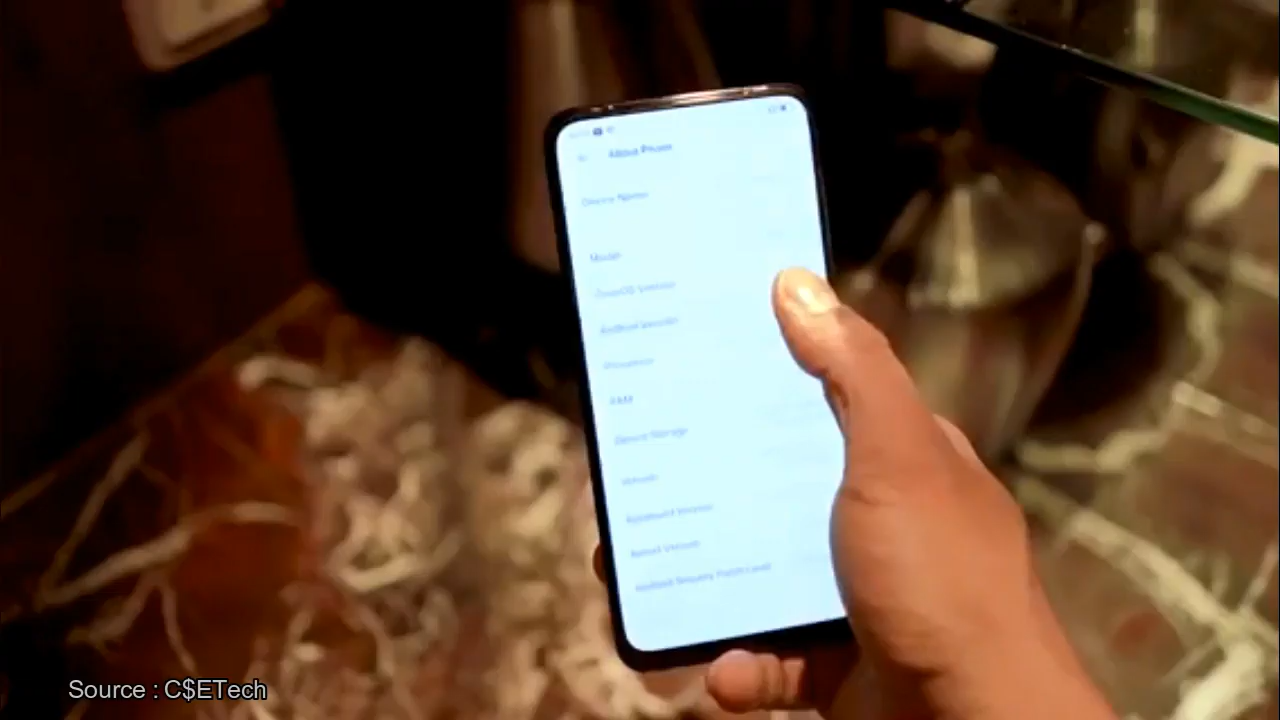 About Phone
Device Name
Model
ColorOS Version
Android Version
Processor
RAM
Device Storage
Version
Baseband Version
Kernel Version
Android Security Patch Level
Source : C$ETech